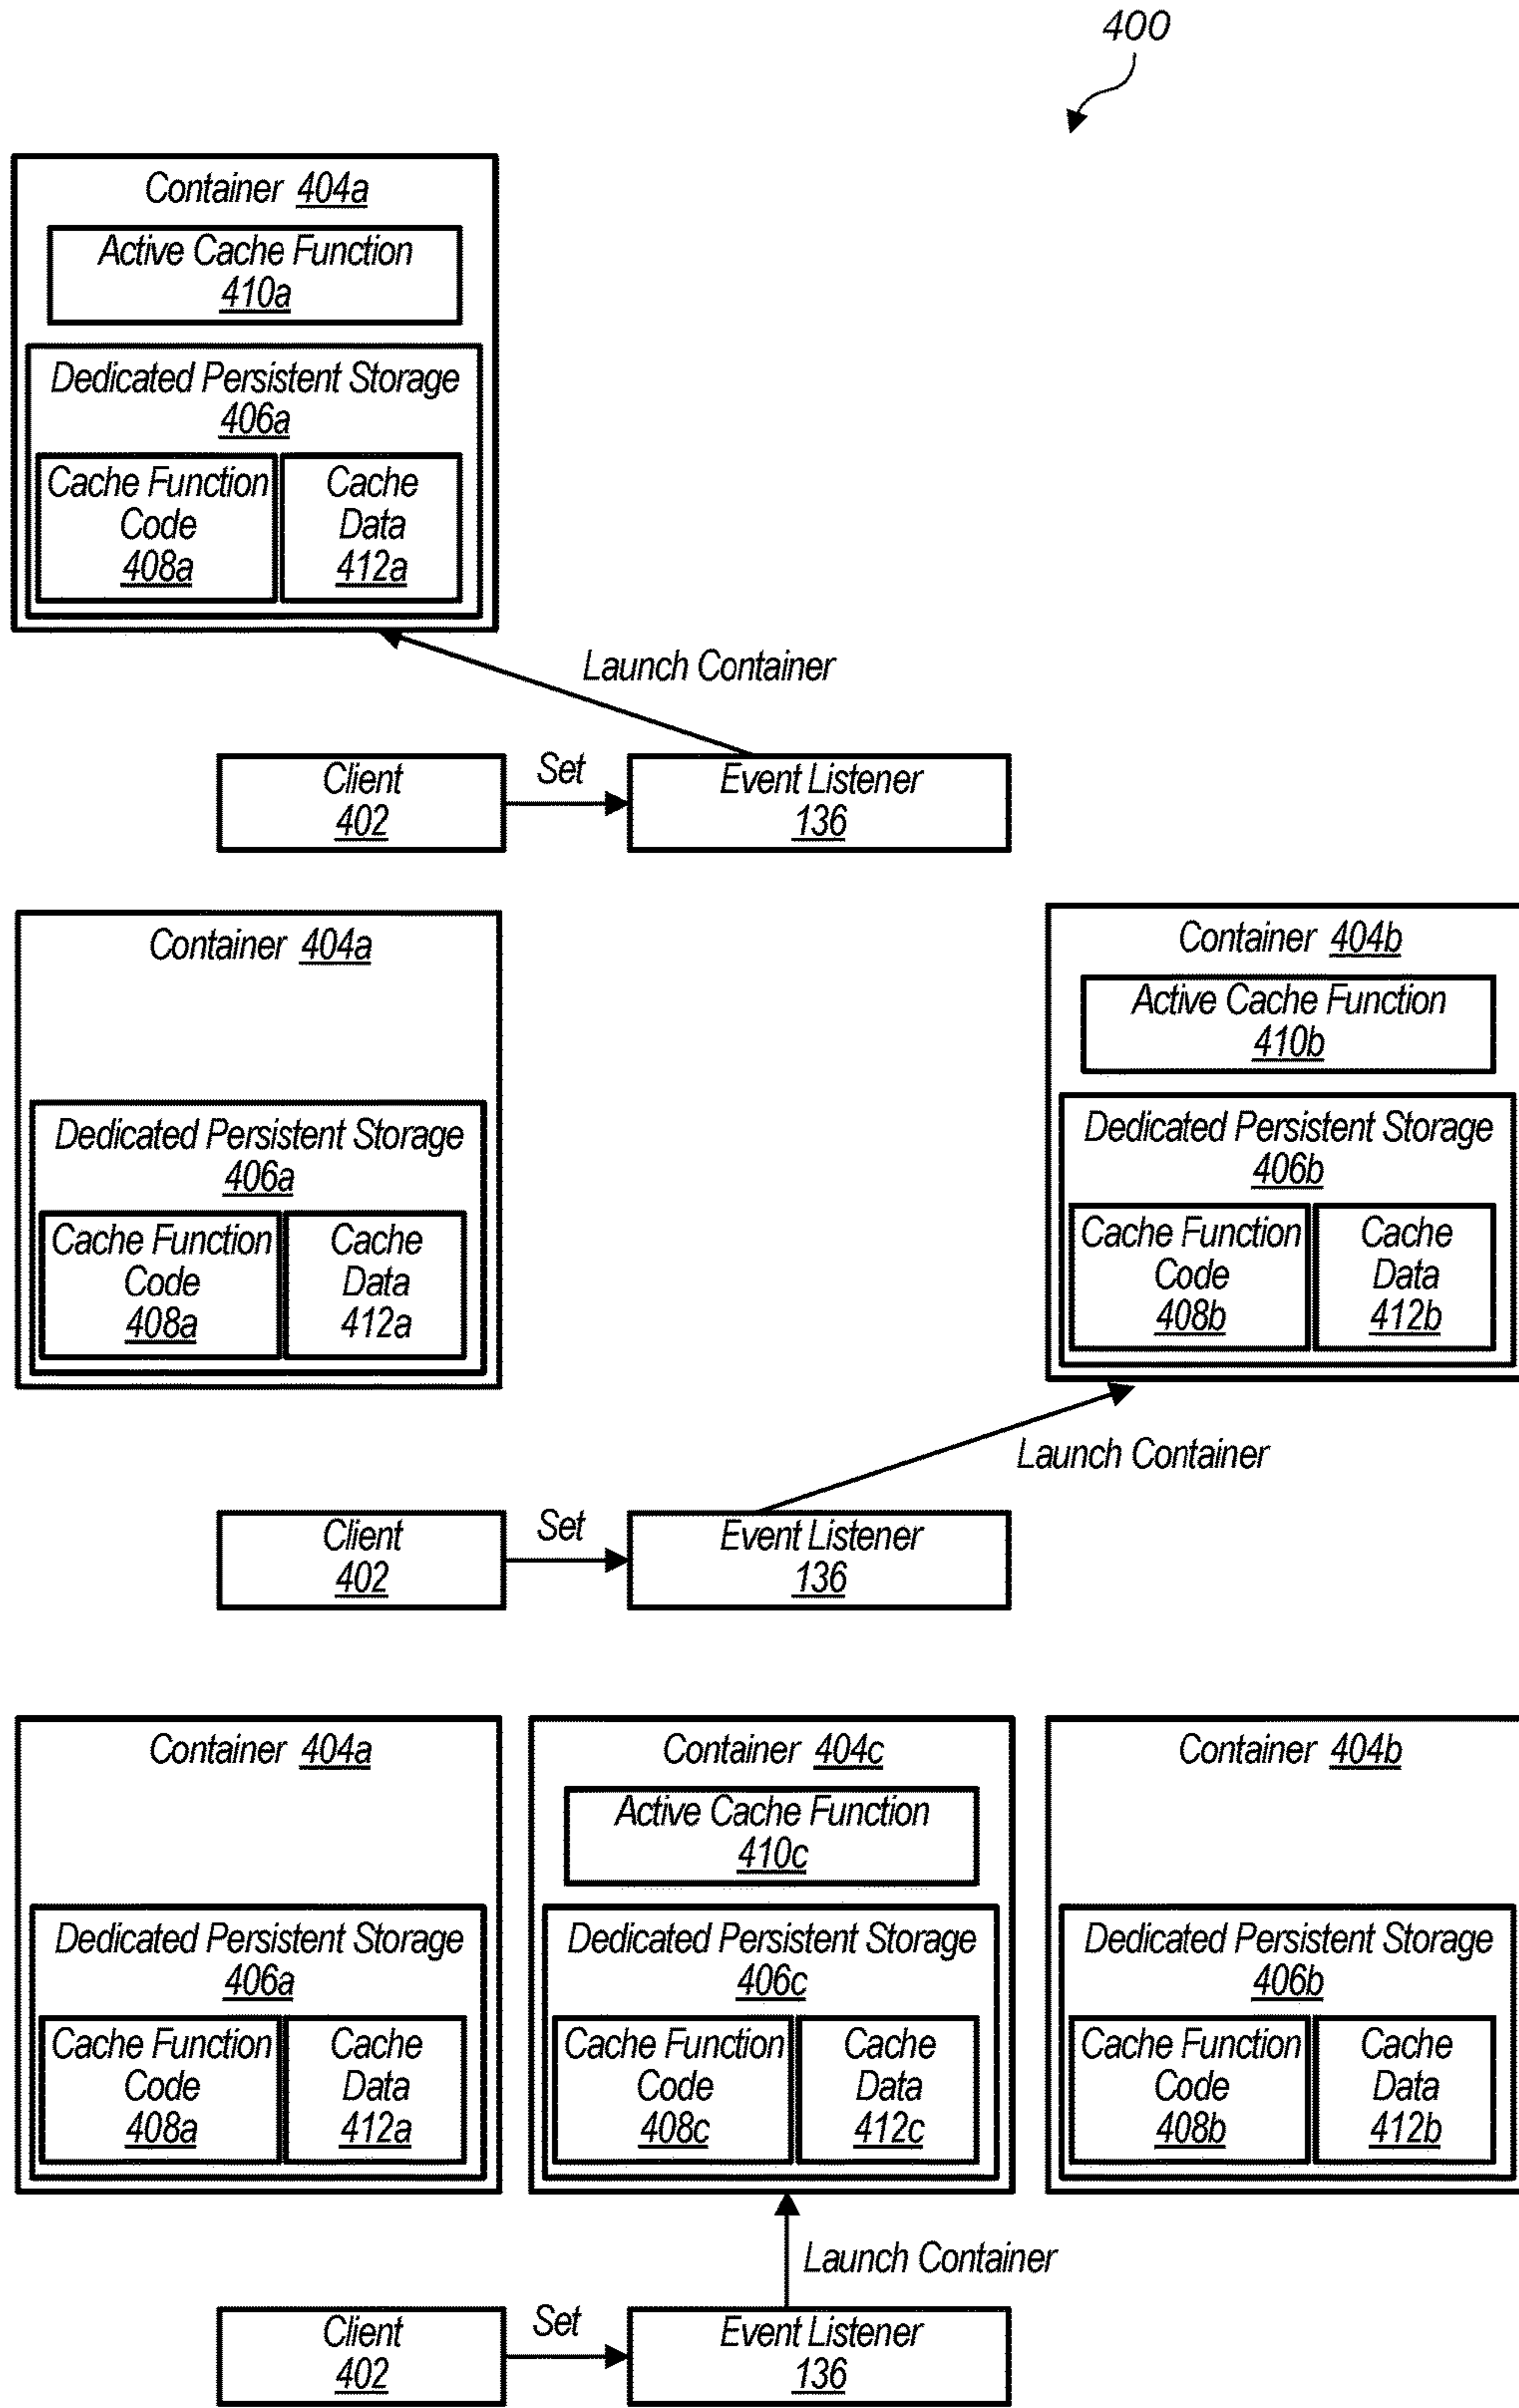 400
Container 404a
Active Cache Function
410a
Dedicated Persistent Storage
406a
Cache Function
Code
408a
Cache
Data
412a
Launch Container
Client
402
Set
Event Listener
136
Container 404a
Dedicated Persistent Storage
406a
Cache Function
Code
408a
Cache
Data
412a
Container 404b
Active Cache Function
410b
Dedicated Persistent Storage
406b
Cache Function
Code
408b
Cache
Data
412b
Launch Container
Client
402
Set
Event Listener
136
Container 404a
Dedicated Persistent Storage
406a
Cache Function
Code
408a
Cache
Data
412a
Container 404c
Active Cache Function
410c
Dedicated Persistent Storage
406c
Cache Function
Code
408c
Cache
Data
412c
Container 404b
Dedicated Persistent Storage
406b
Cache Function
Code
408b
Cache
Data
412b
Launch Container
Client
402
Set
Event Listener
136